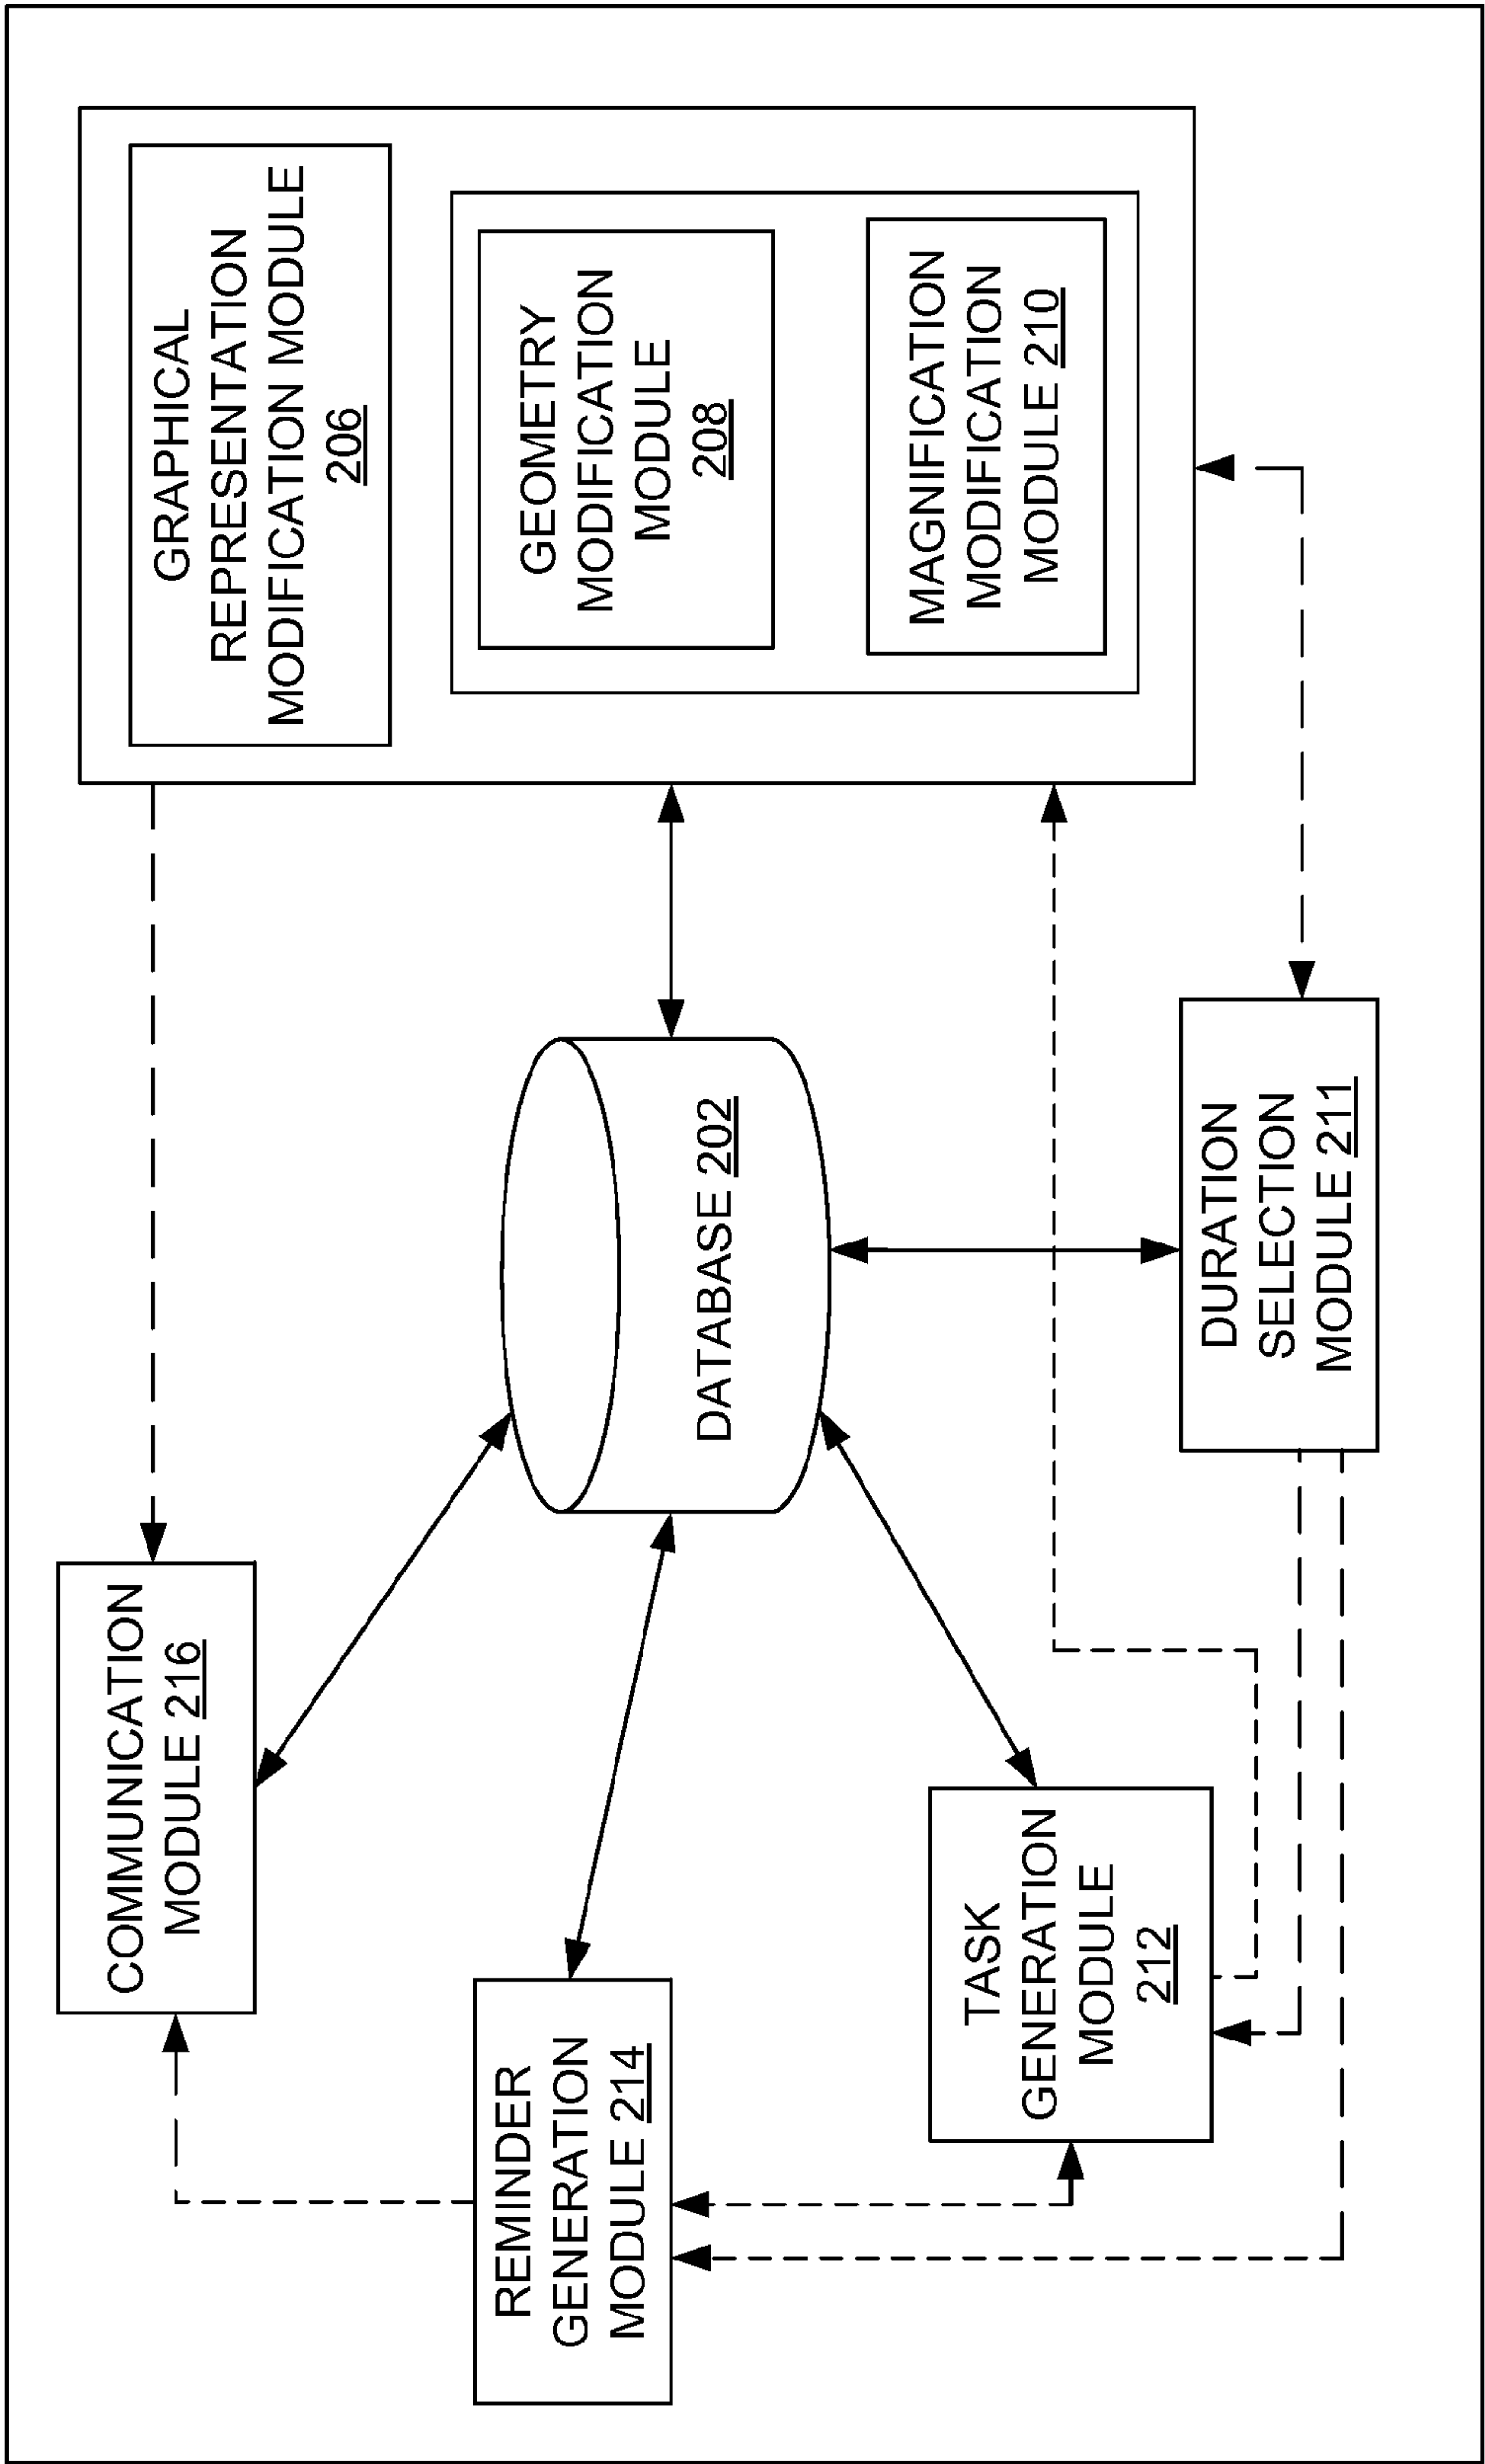 COMMUNICATION
MODULE 216
GRAPHICAL
REPRESENTATION
MODIFICATION MODULE
206
REMINDER
GENERATION
MODULE 214
DATABASE 202
GEOMETRY
MODIFICATION
MODULE
208
TASK
GENERATION
MODULE
212
MAGNIFICATION
MODIFICATION
MODULE 210
DURATION
SELECTION
MODULE 211